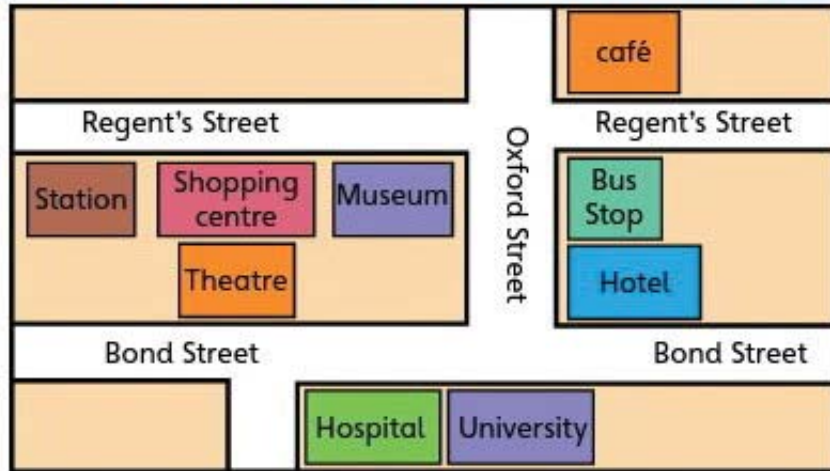 café
Regent's Street
Regent's Street
Oxford Street
Station
Shopping
centre
Museum
Bus
Stop
Theatre
Hotel
Bond Street
Bond Street
Hospital
University